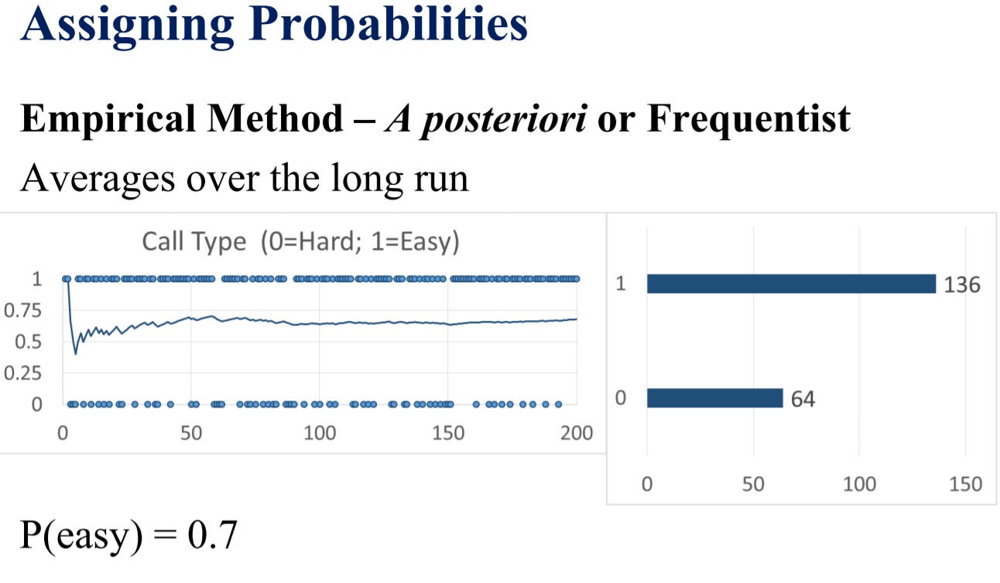 Assigning Probabilities
Empirical Method – A posteriori or Frequentist
Averages over the long run
Call Type (0=Hard; 1=Easy)
1
0.75
0.5
0.25
0
0 50 100 150 200
1 136
0 64
0 50 100 150
P(easy) = 0.7